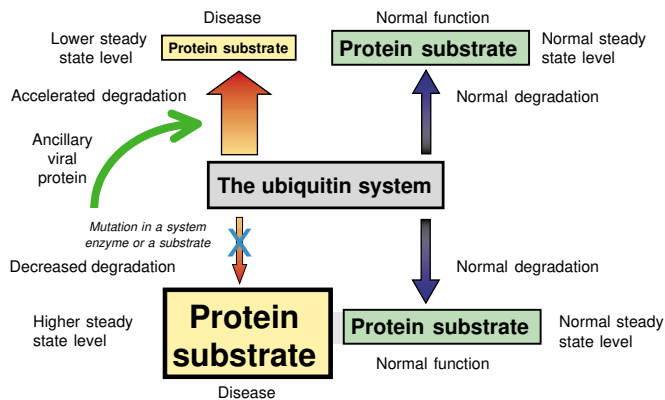 Disease
Normal function
Lower steady
state level
Protein substrate
Protein substrate
Normal steady
state level
Accelerated degradation
Normal degradation
Ancillary
viral
protein
The ubiquitin system
Mutation in a system
enzyme or a substrate
Decreased degradation
Normal degradation
Higher steady
state level
Protein
substrate
Protein substrate
Normal steady
state level
Normal function
Disease